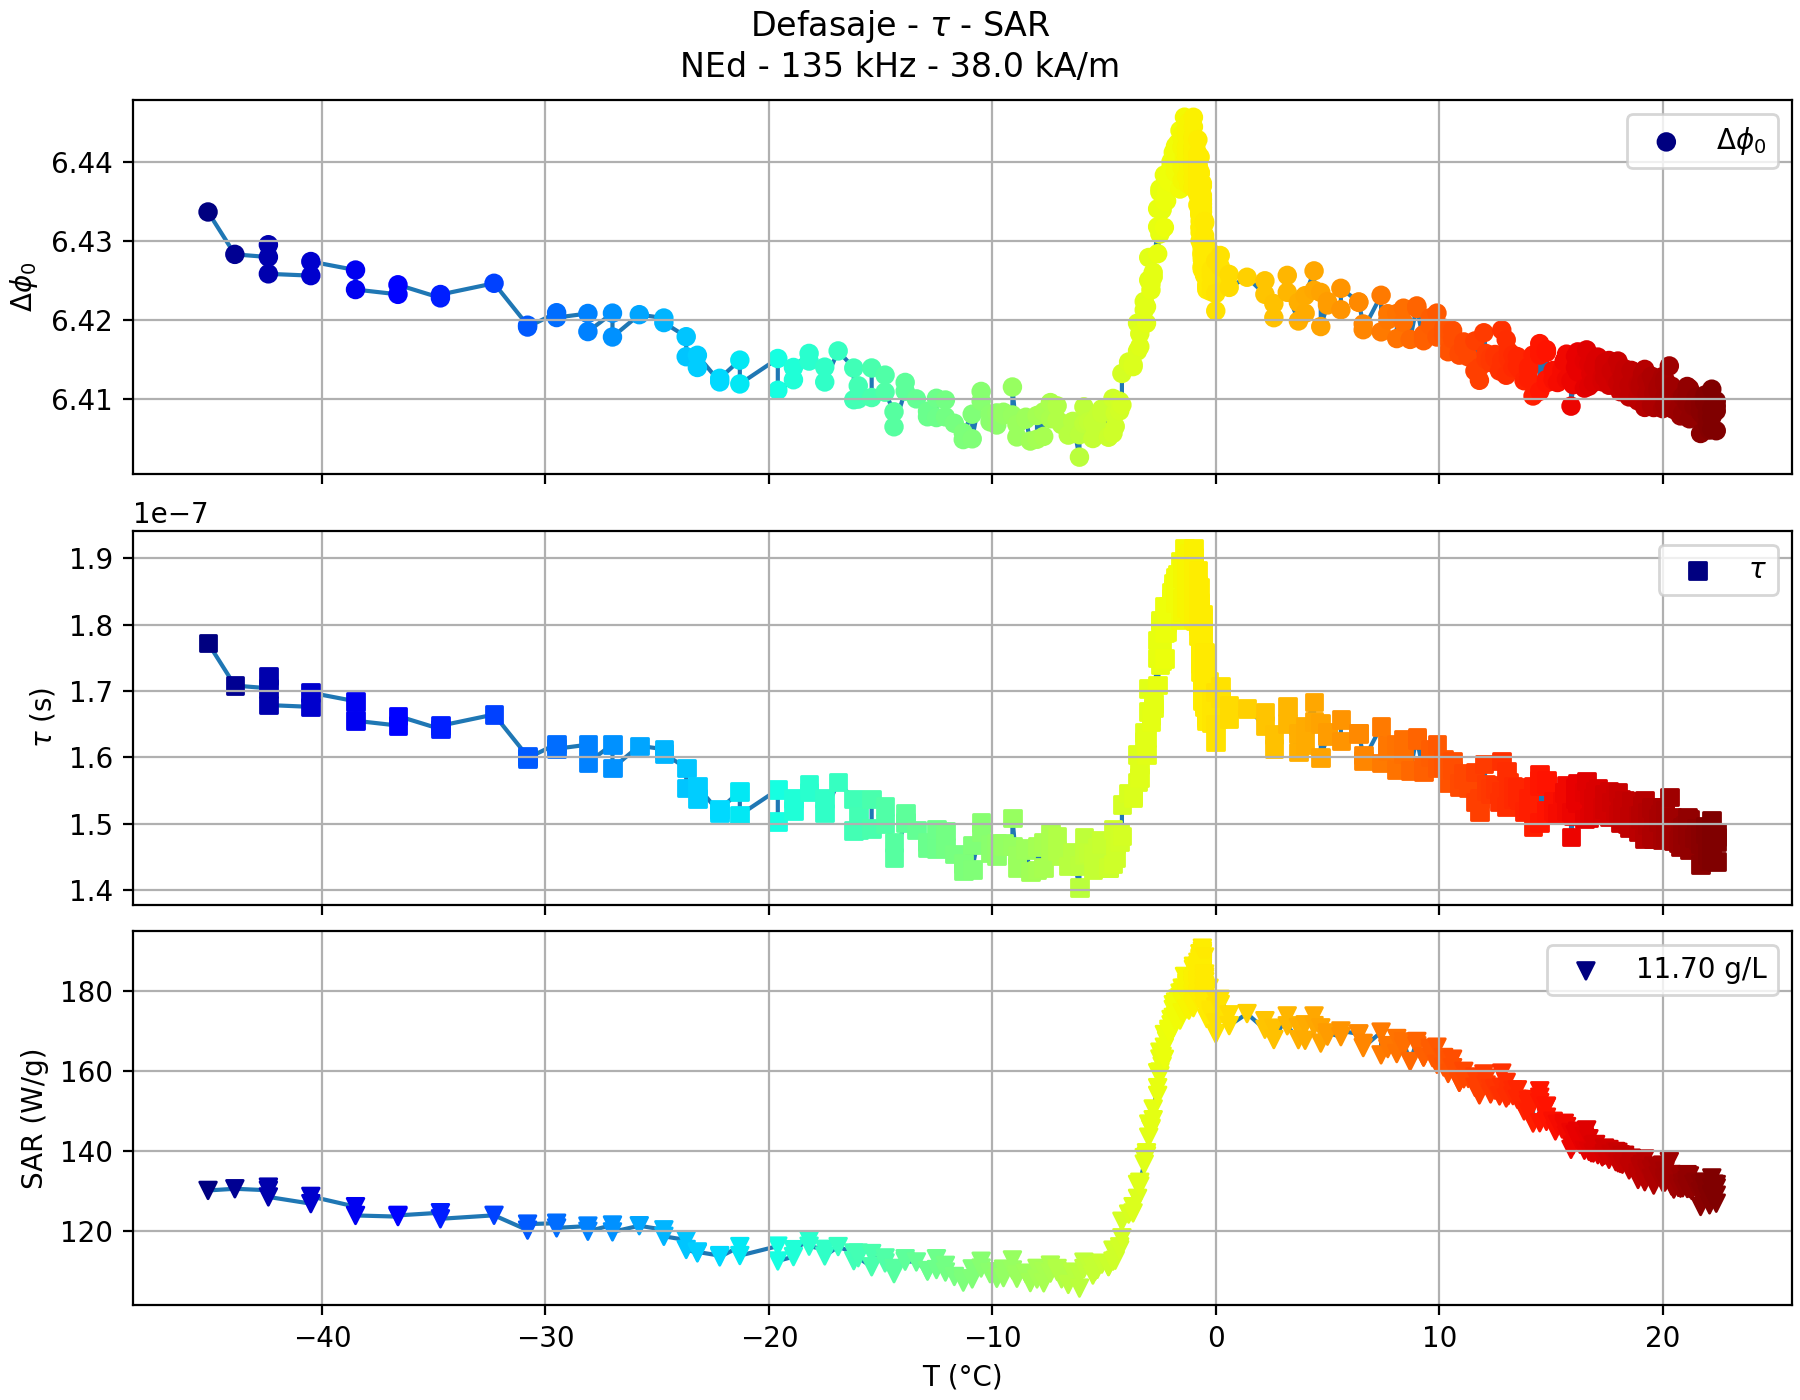 Defasaje - τ - SAR
NEd - 135 kHz - 38.0 kA/m
Δϕ₀
6.44
6.43
6.42
6.41
Δϕ₀
1e−7
τ
1.9
1.8
1.7
1.6
1.5
1.4
τ (s)
11.70 g/L
180
160
140
120
SAR (W/g)
−40 −30 −20 −10 0 10 20
T (°C)